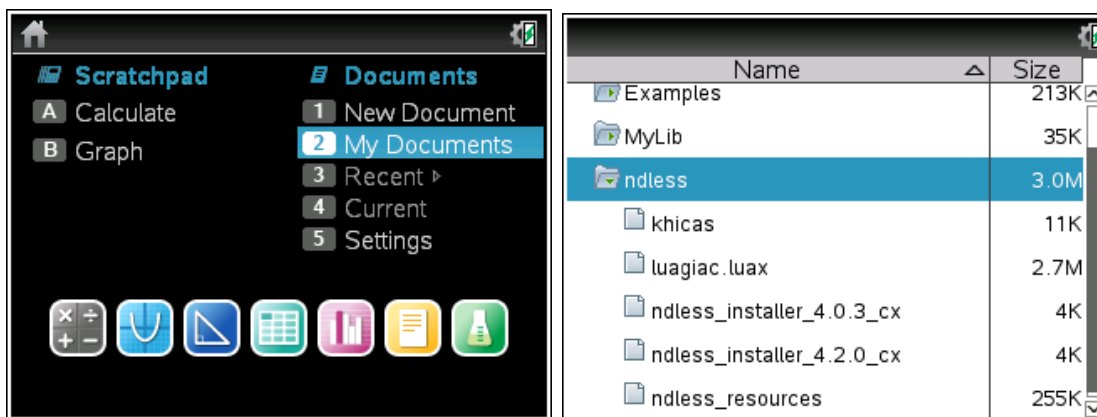 Scratchpad
A Calculate
B Graph
Documents
1 New Document
2 My Documents
3 Recent ▹
4 Current
5 Settings
Name Size
Examples 213K
MyLib 35K
ndless 3.0M
khicas 11K
luagiac.luax 2.7M
ndless_installer_4.0.3_cx 4K
ndless_installer_4.2.0_cx 4K
ndless_resources 255K